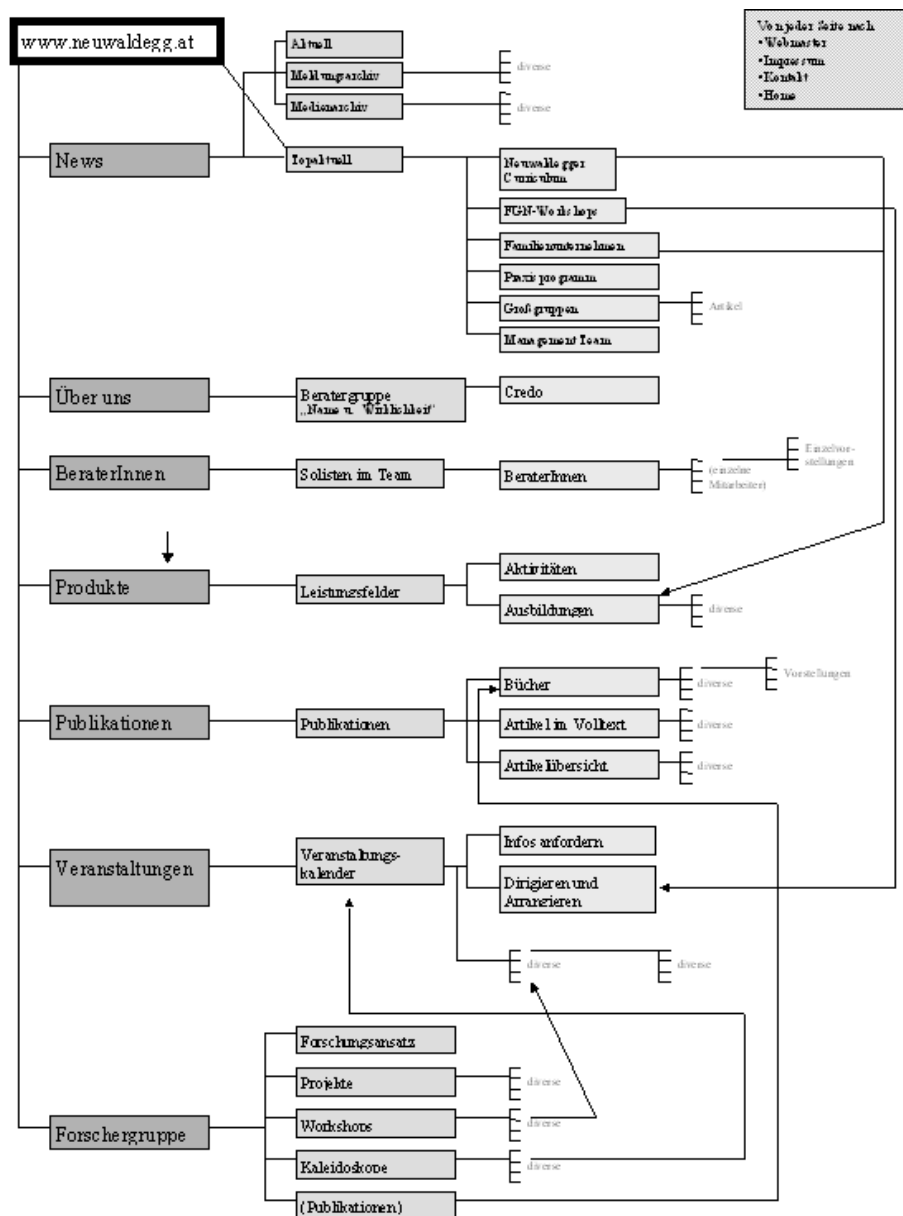 www.neuwaldegg.at
Von jeder Seite nach
•Webmaster
•Impressum
•Kontakt
•Home
Aktuell
Meldungsarchiv
diverse
Medienarchiv
diverse
News
Topaktuell
Neuwaldegger
Curriculum
FGN-Workshops
Familienunternehmen
Praxisprogramm
Großgruppen
Artikel
Management Team
Über uns
Beratergruppe
„Name u. Wirklichkeit"
Credo
BeraterInnen
Solisten im Team
BeraterInnen
(einzelne
Mitarbeiter)
Einzelvor-
stellungen
Produkte
Leistungsfelder
Aktivitäten
Ausbildungen
diverse
Publikationen
Publikationen
Bücher
diverse
Vorstellungen
Artikel im Volltext
diverse
Artikelübersicht
diverse
Veranstaltungen
Veranstaltungs-
kalender
Infos anfordern
Dirigieren und
Arrangieren
diverse
diverse
Forschergruppe
Forschungsansatz
Projekte
diverse
Workshops
diverse
Kaleidoskope
diverse
(Publikationen)